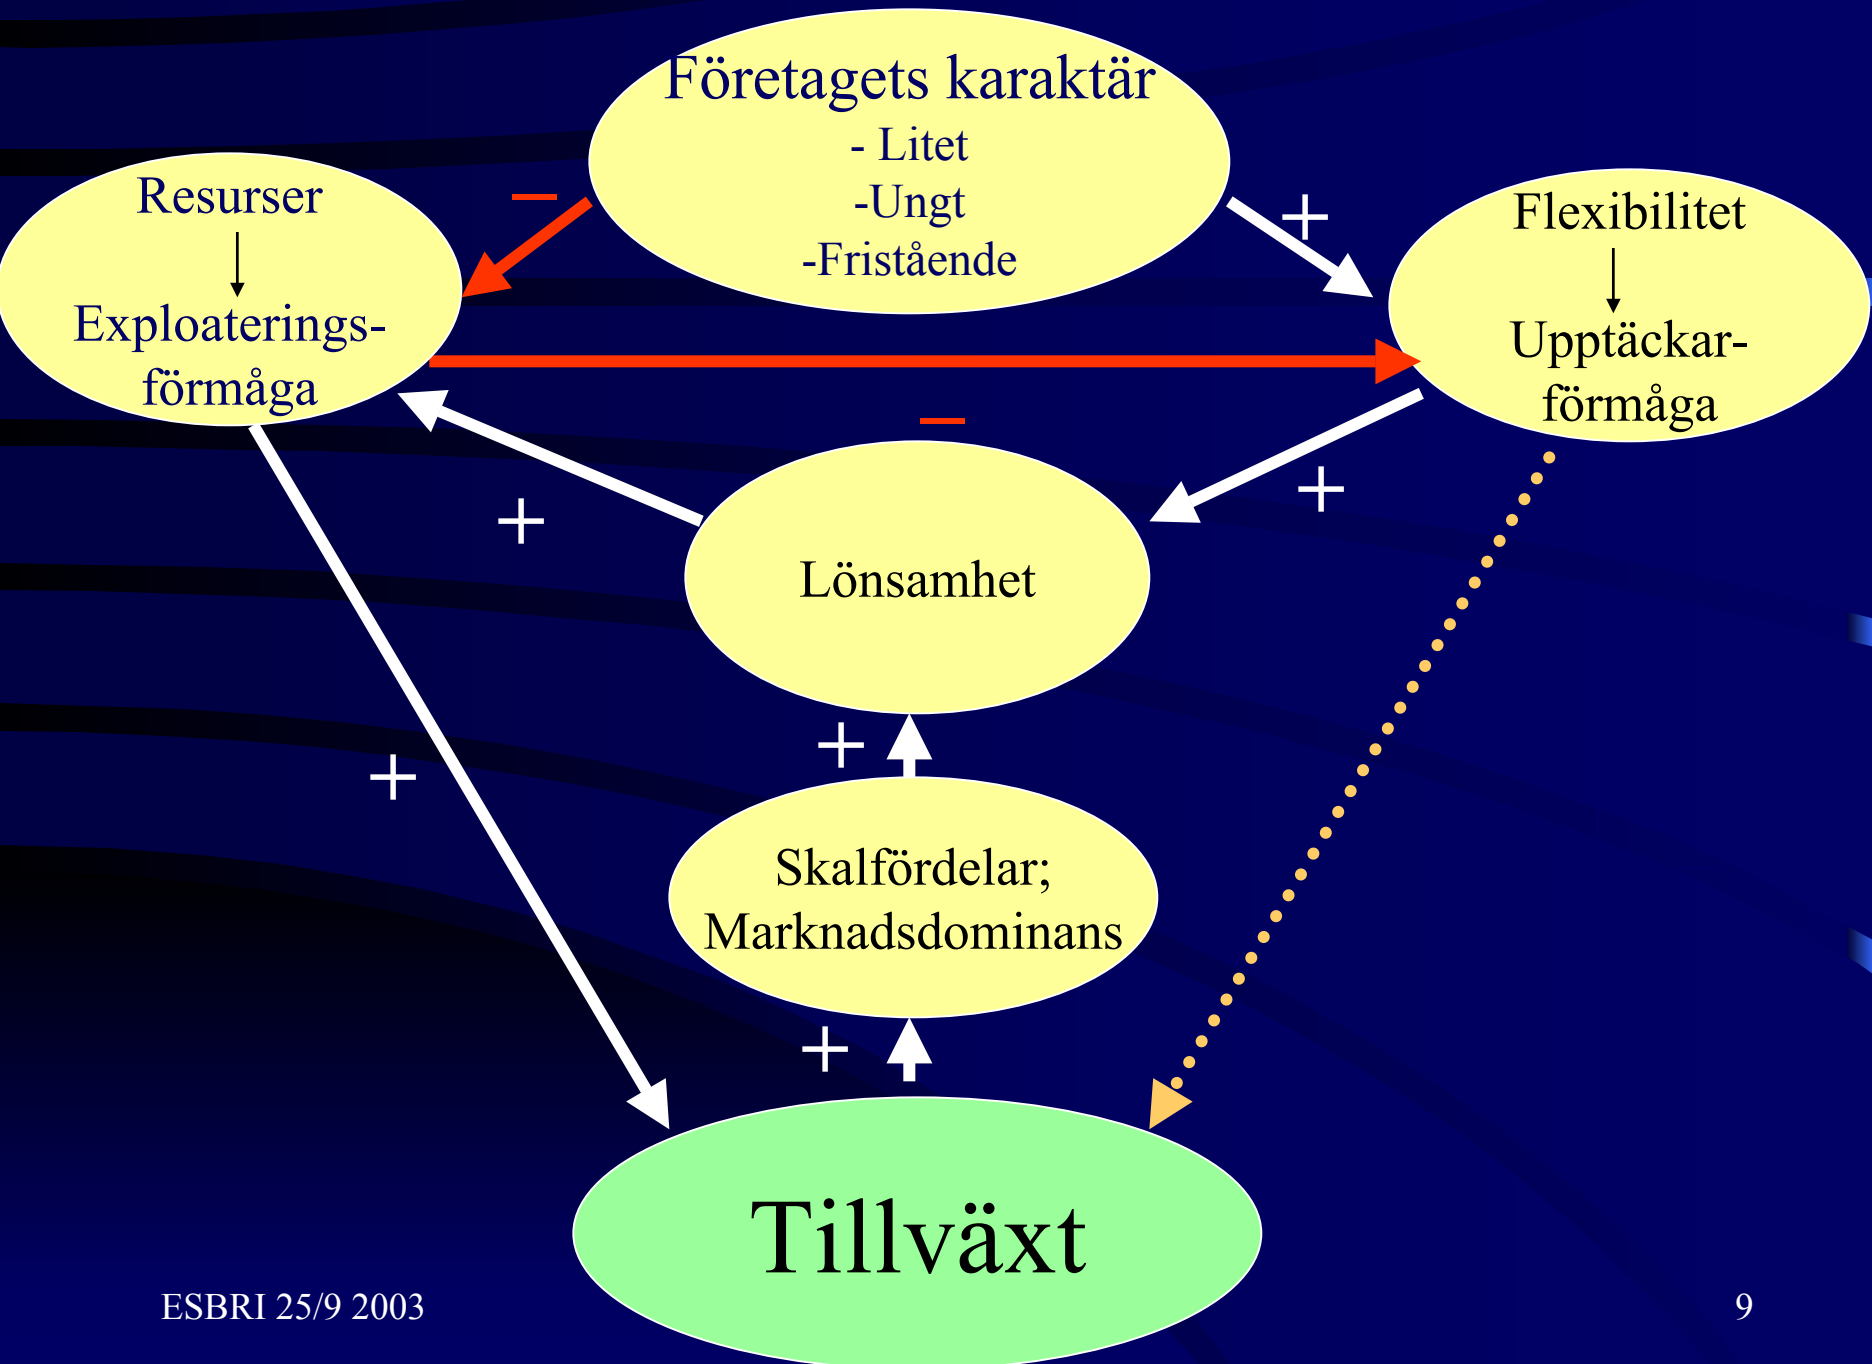 Företagets karaktär
- Litet
-Ungt
-Fristående
Resurser
Exploaterings-
förmåga
–
+
Flexibilitet
Upptäckar-
förmåga
–
+
+
Lönsamhet
+
+
Skalfördelar;
Marknadsdominans
+
Tillväxt
ESBRI 25/9 2003
9